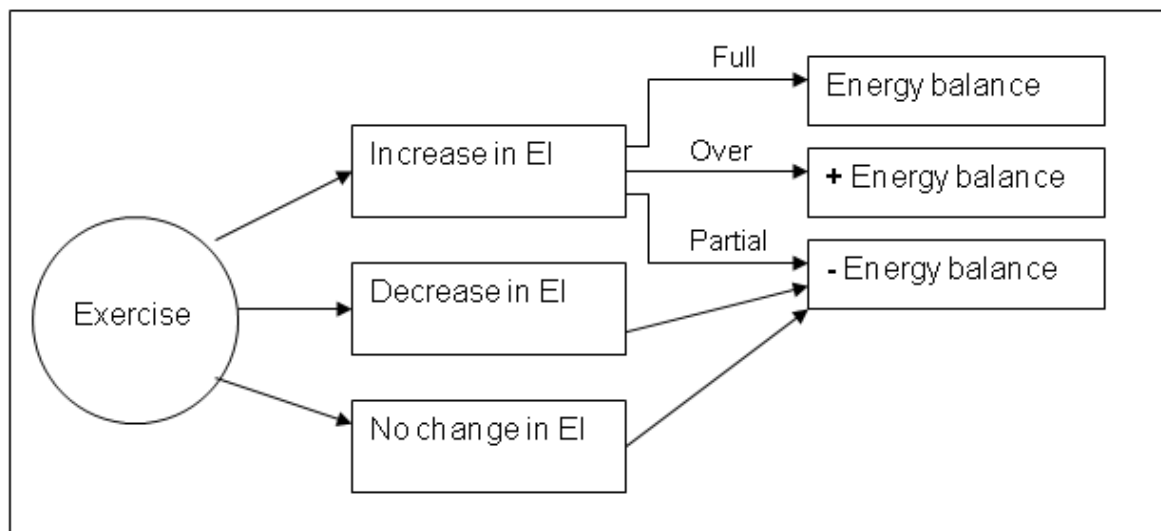 Full
Energy balance
Increase in EI
Over
+ Energy balance
Partial
- Energy balance
Exercise
Decrease in EI
No change in EI